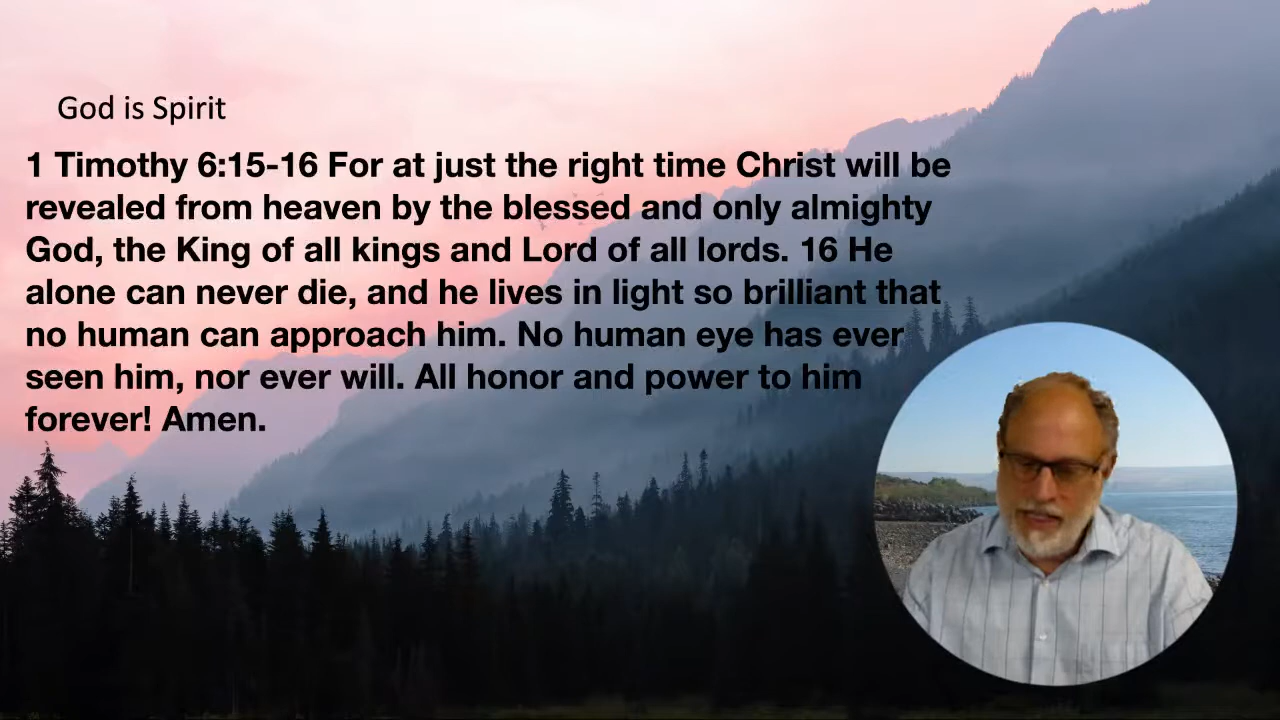 God is Spirit
1 Timothy 6:15-16 For at just the right time Christ will be
revealed from heaven by the blessed and only almighty
God, the King of all kings and Lord of all lords. 16 He
alone can never die, and he lives in light so brilliant that
no human can approach him. No human eye has ever
seen him, nor ever will. All honor and power to him
forever! Amen.